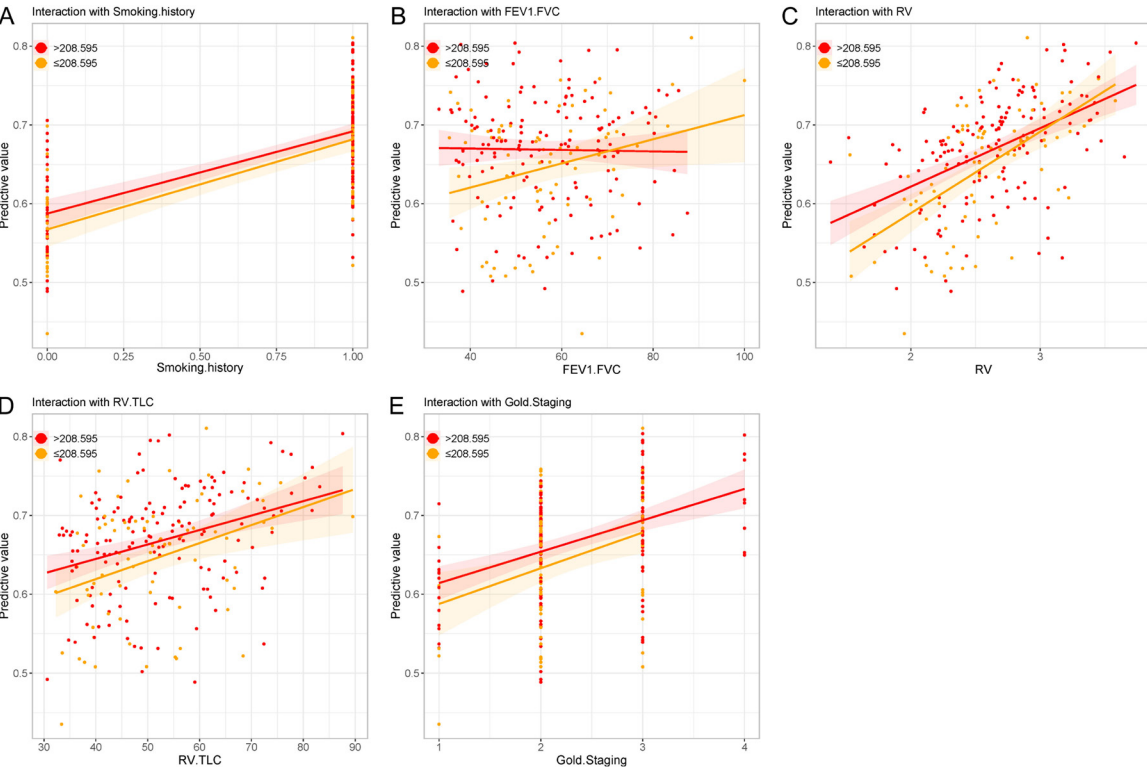 A
Interaction with Smoking.history
>208.595
≤208.595
0.8
0.7
0.6
0.5
Predictive value
0.00 0.25 0.50 0.75 1.00
Smoking.history
B
Interaction with FEV1.FVC
>208.595
≤208.595
0.8
0.7
0.6
0.5
Predictive value
40 60 80 100
FEV1.FVC
C
Interaction with RV
>208.595
≤208.595
0.8
0.7
0.6
0.5
Predictive value
2 3
RV
D
Interaction with RV.TLC
>208.595
≤208.595
0.8
0.7
0.6
0.5
Predictive value
30 40 50 60 70 80 90
RV.TLC
E
Interaction with Gold.Staging
>208.595
≤208.595
0.8
0.7
0.6
0.5
Predictive value
1 2 3 4
Gold.Staging